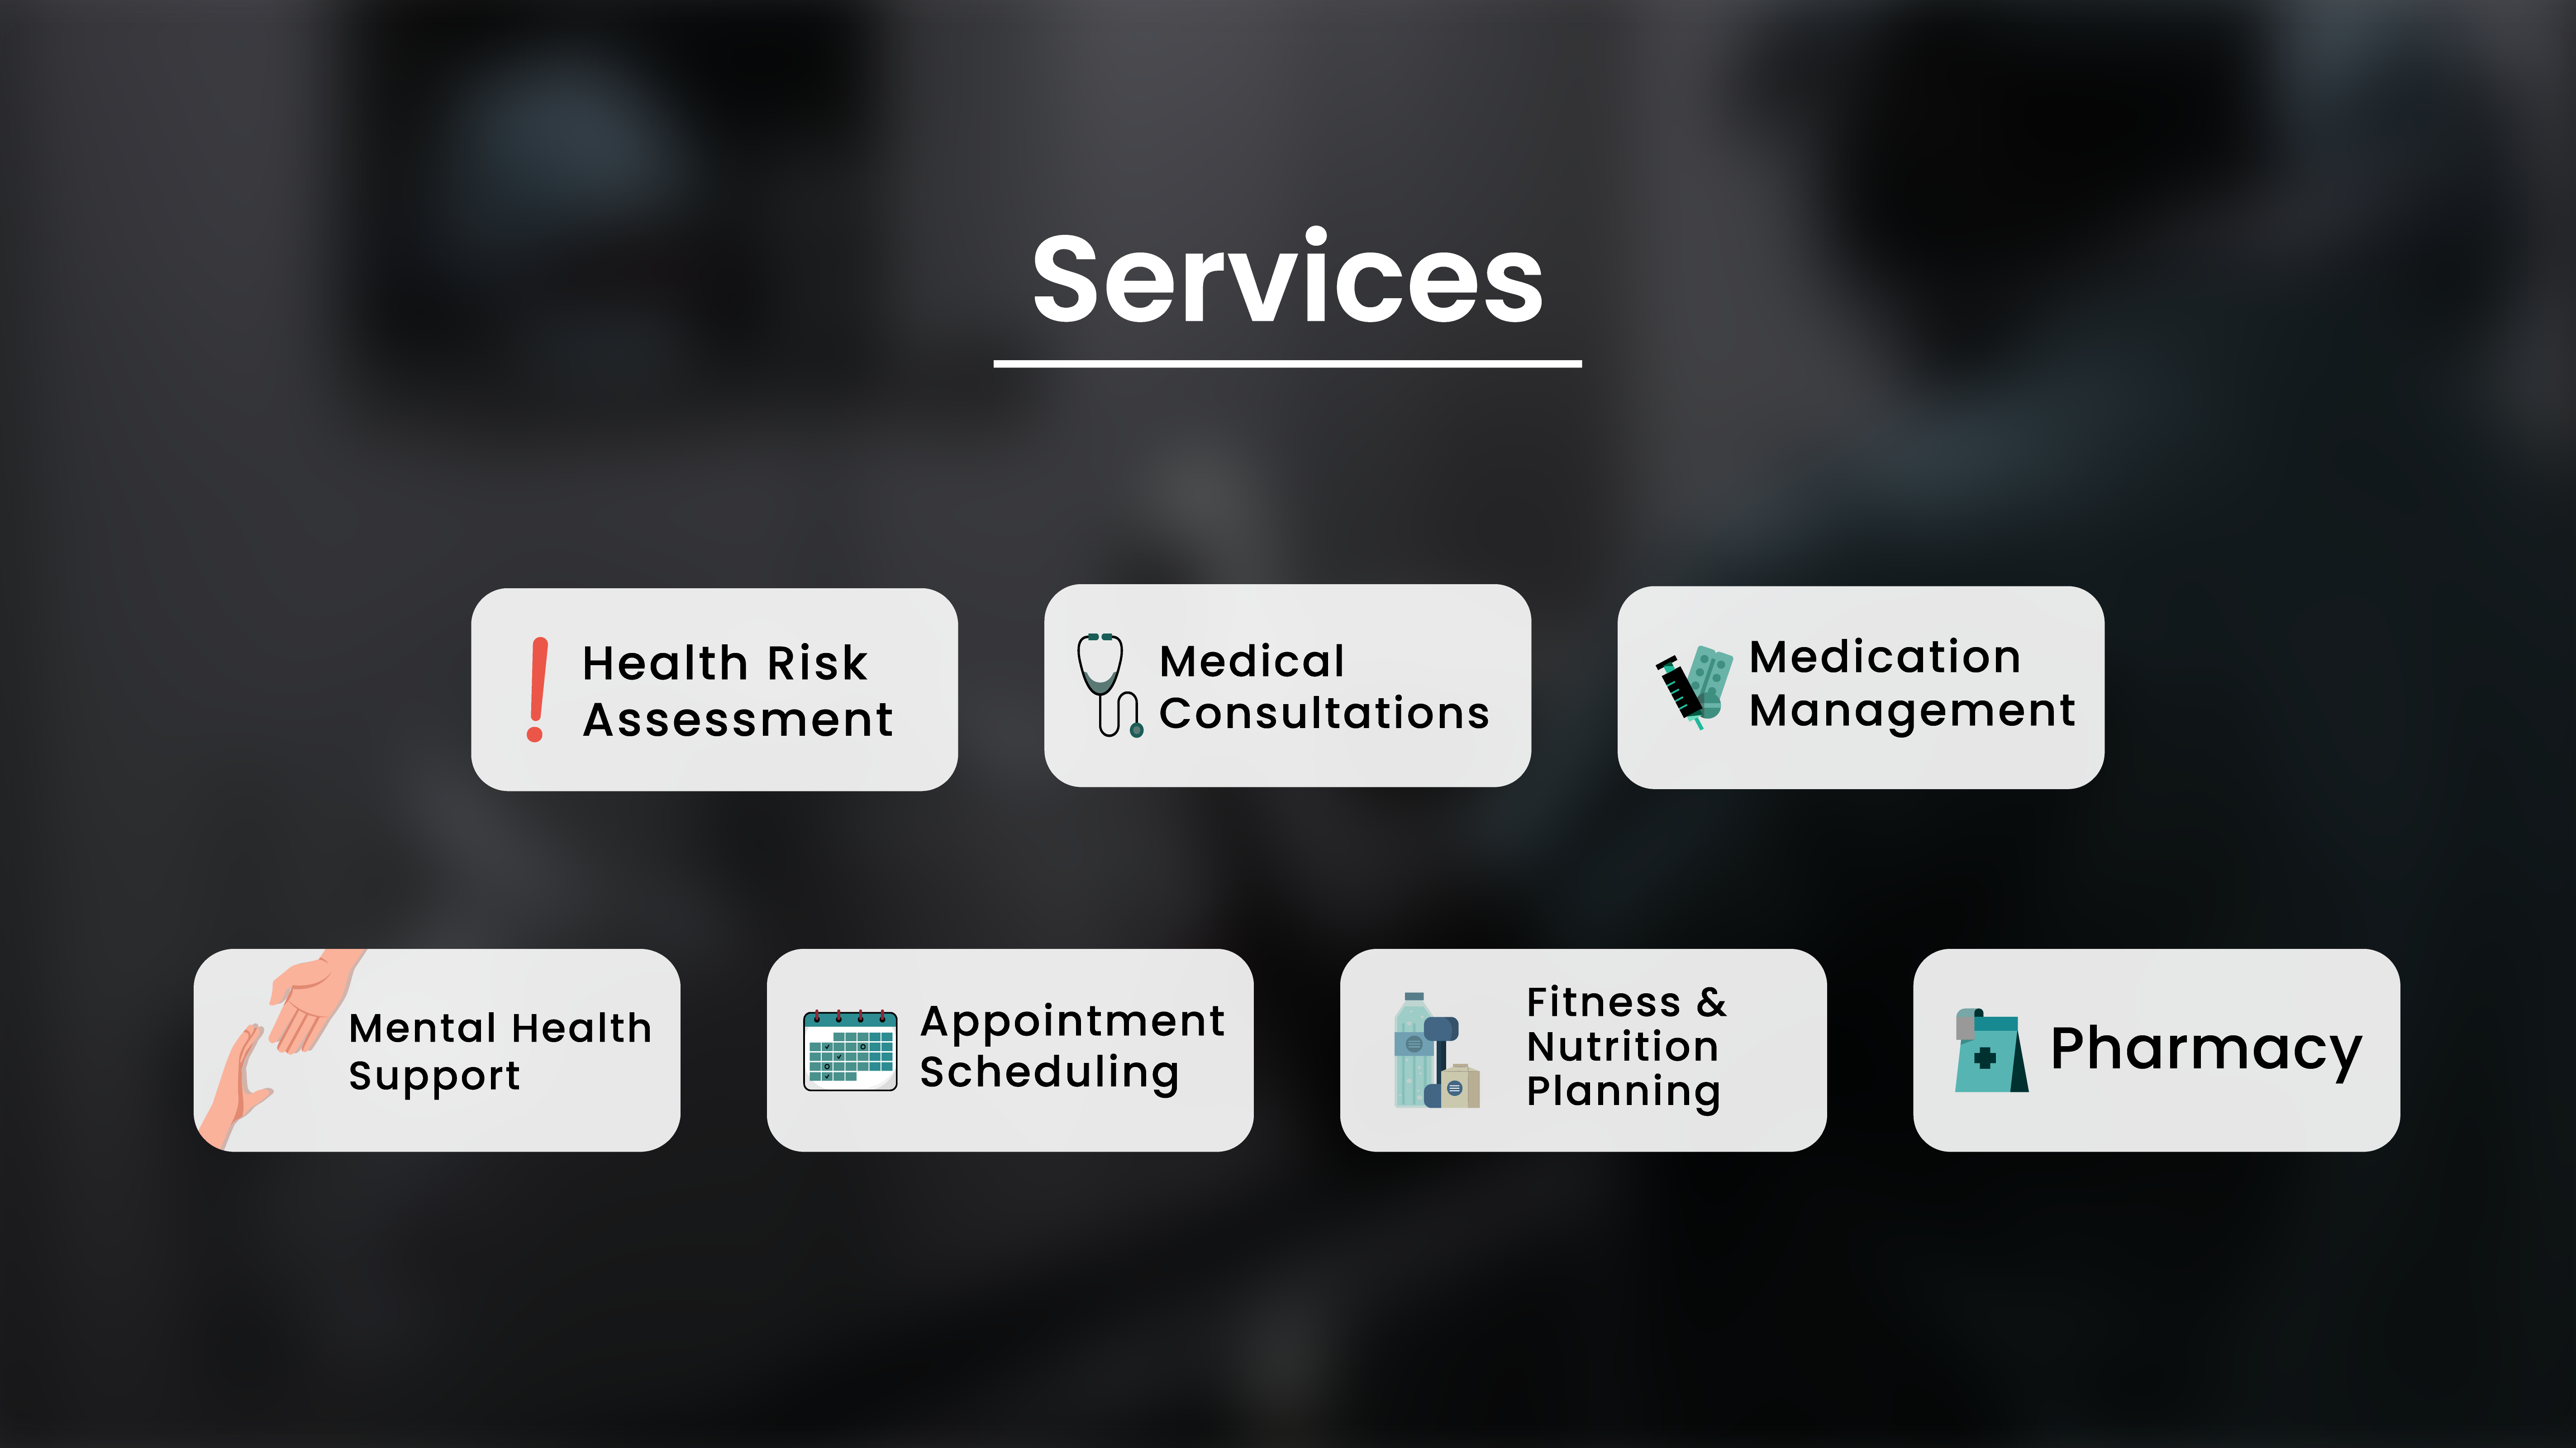 Services
Health Risk
Assessment
Medical
Consultations
Medication
Management
Mental Health
Support
Appointment
Scheduling
Fitness &
Nutrition
Planning
Pharmacy